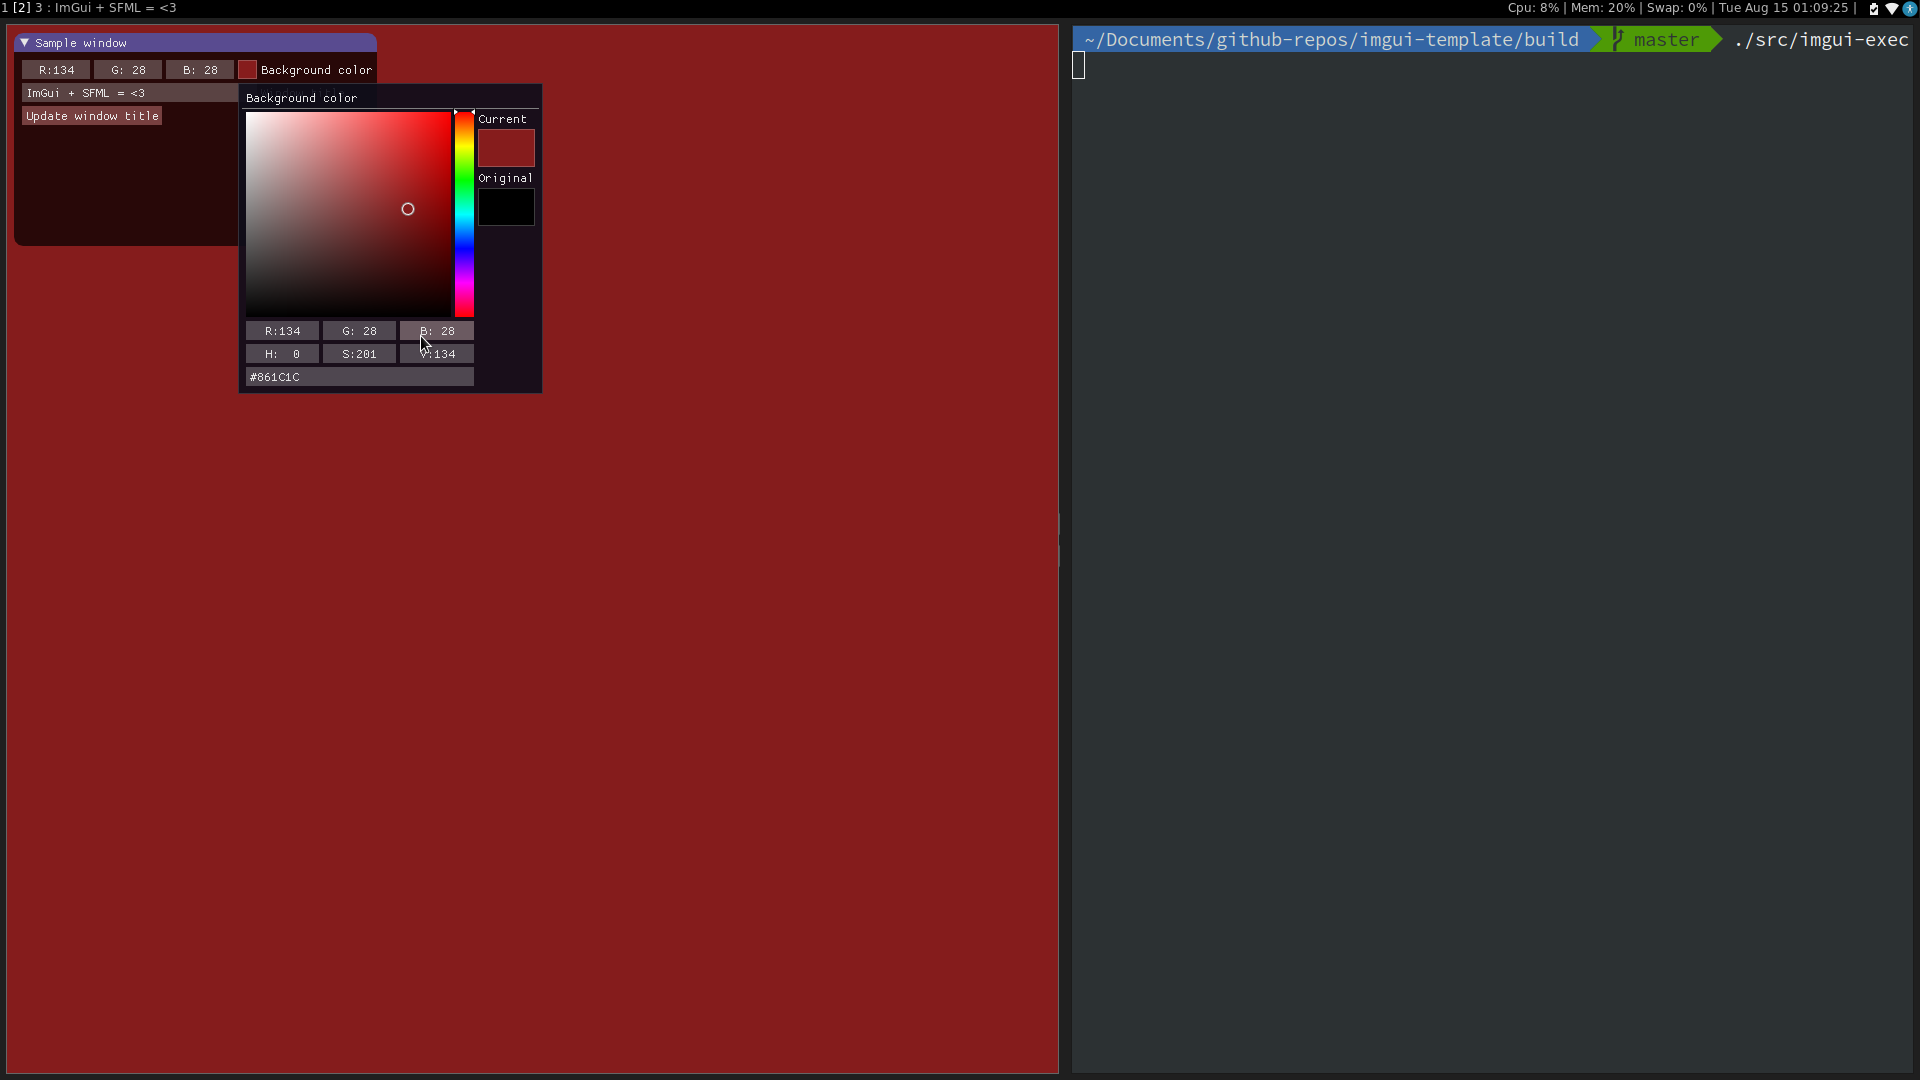 1 [2] 3 : ImGui + SFML = <3
Cpu: 8% | Mem: 20% | Swap: 0% | Tue Aug 15 01:09:25 |
▼ Sample window
R:134 G: 28 B: 28 Background color
ImGui + SFML = <3
Update window title
Background color
Current
Original
R:134 G: 28 B: 28
H: 0 S:201 V:134
#861C1C
~/Documents/github-repos/imgui-template/build master ./src/imgui-exec